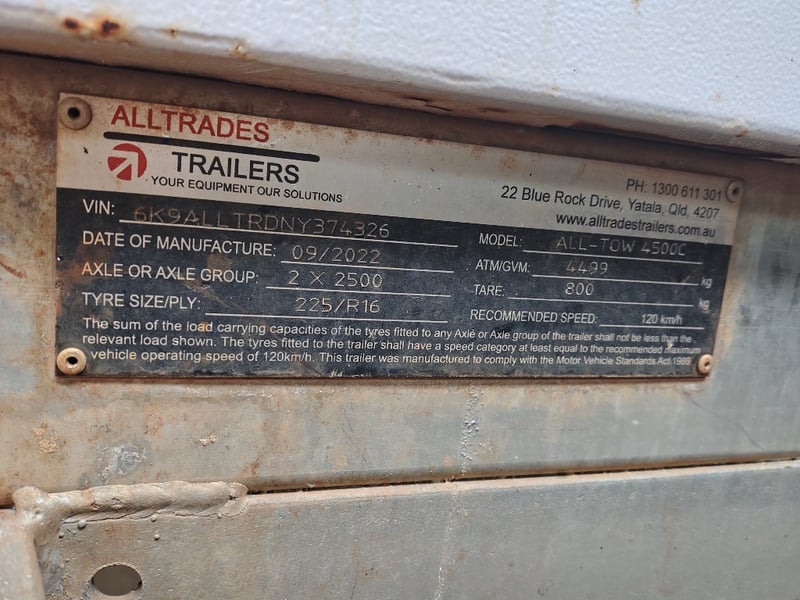 ALLTRADES
TRAILERS
YOUR EQUIPMENT OUR SOLUTIONS
PH: 1300 611 301
22 Blue Rock Drive, Yatala, Qld, 4207
www.alltradestrailers.com.au
VIN: 6K9ALLTRDNY374326
DATE OF MANUFACTURE: 09/2022
AXLE OR AXLE GROUP: 2 X 2500
TYRE SIZE/PLY: 225/R16
MODEL: ALL-TOW 4500C
ATM/GVM: 4499 kg
TARE: 800 kg
RECOMMENDED SPEED: 120 km/h
The sum of the load carrying capacities of the tyres fitted to any Axle or Axle group of the trailer shall not be less than the
relevant load shown. The tyres fitted to the trailer shall have a speed category at least equal to the recommended maximum
vehicle operating speed of 120km/h. This trailer was manufactured to comply with the Motor Vehicle Standards Act 1989.